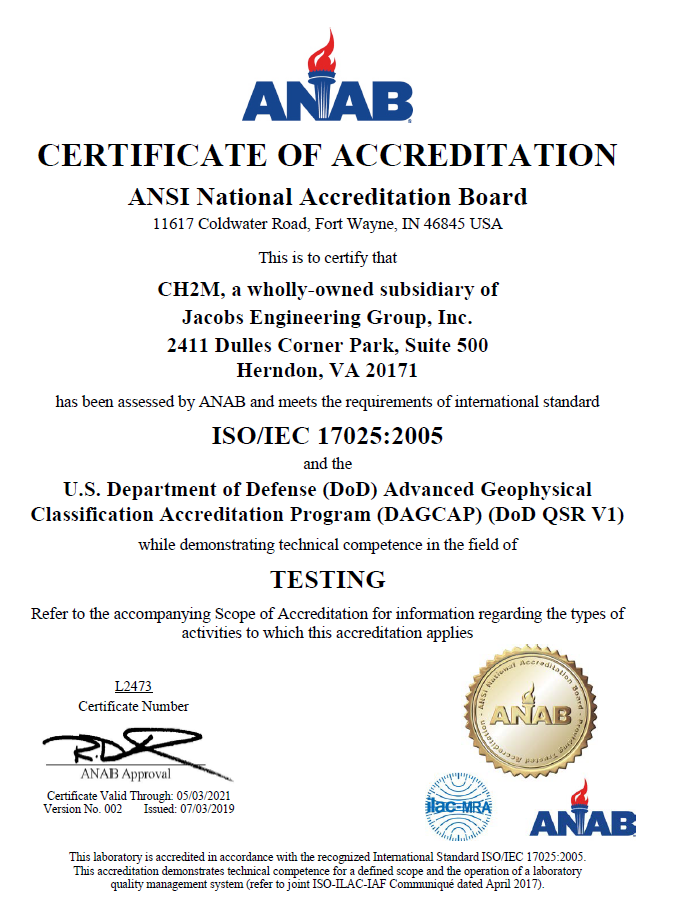 ANAB
CERTIFICATE OF ACCREDITATION
ANSI National Accreditation Board
11617 Coldwater Road, Fort Wayne, IN 46845 USA
This is to certify that
CH2M, a wholly-owned subsidiary of
Jacobs Engineering Group, Inc.
2411 Dulles Corner Park, Suite 500
Herndon, VA 20171
has been assessed by ANAB and meets the requirements of international standard
ISO/IEC 17025:2005
and the
U.S. Department of Defense (DoD) Advanced Geophysical
Classification Accreditation Program (DAGCAP) (DoD QSR V1)
while demonstrating technical competence in the field of
TESTING
Refer to the accompanying Scope of Accreditation for information regarding the types of
activities to which this accreditation applies
L2473
Certificate Number
R.D
ANAB Approval
Certificate Valid Through: 05/03/2021
Version No. 002 Issued: 07/03/2019
ANSI National Accreditation Board - Providing Trusted Accreditation -
ANAB
ilac-MRA
ANAB
This laboratory is accredited in accordance with the recognized International Standard ISO/IEC 17025:2005.
This accreditation demonstrates technical competence for a defined scope and the operation of a laboratory
quality management system (refer to joint ISO-ILAC-IAF Communiqué dated April 2017).